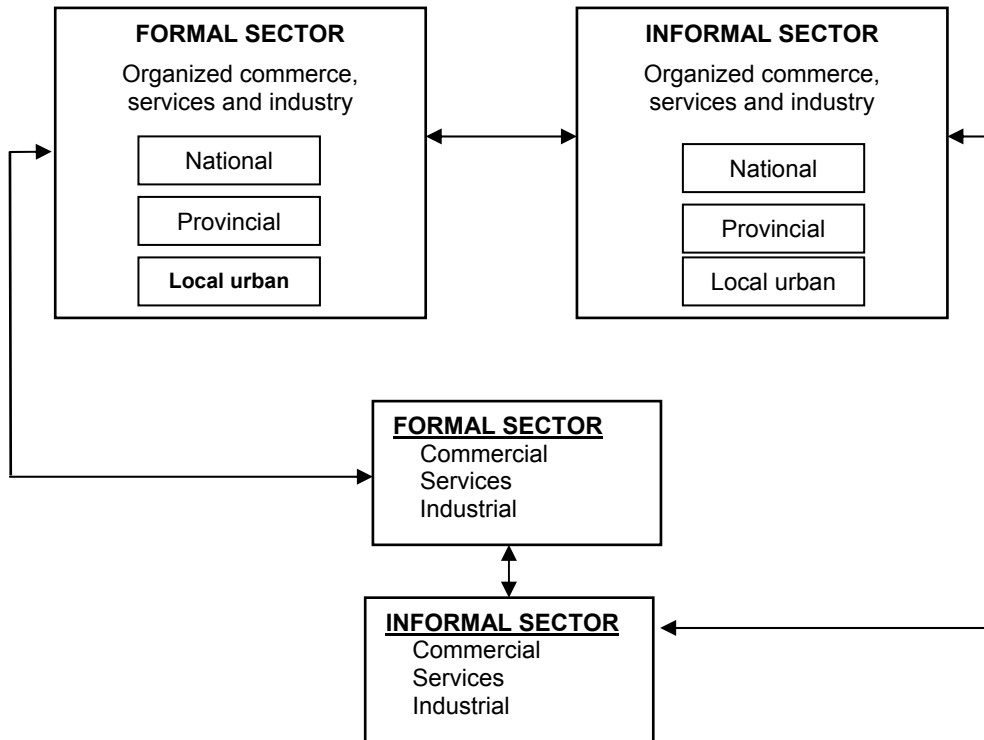 FORMAL SECTOR
Organized commerce,
services and industry
National
Provincial
Local urban
INFORMAL SECTOR
Organized commerce,
services and industry
National
Provincial
Local urban
FORMAL SECTOR
Commercial
Services
Industrial
INFORMAL SECTOR
Commercial
Services
Industrial